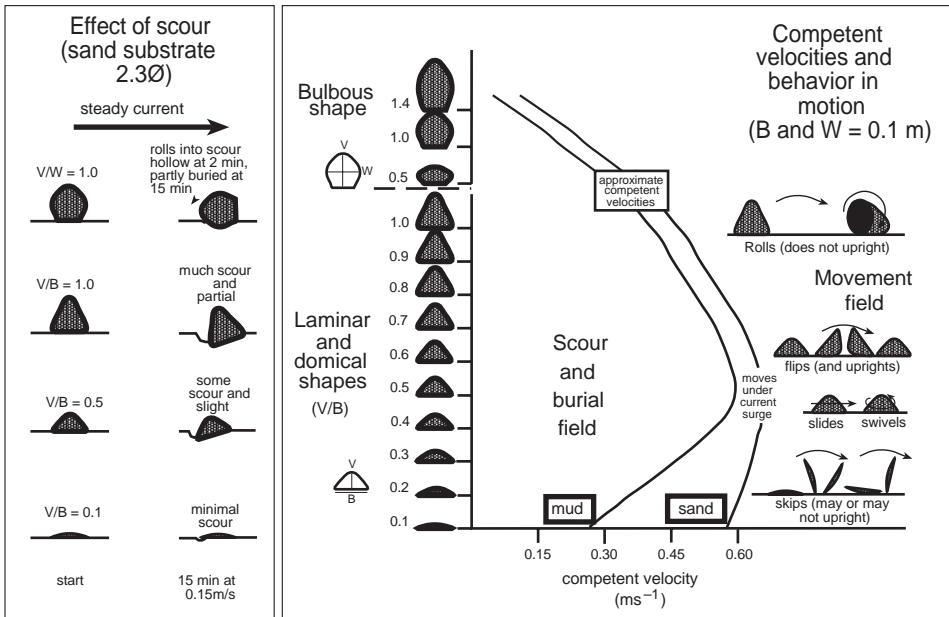 Effect of scour
(sand substrate
2.3Ø)
steady current
V/W = 1.0
rolls into scour
hollow at 2 min,
partly buried at
15 min
V/B = 1.0
much scour
and
partial
V/B = 0.5
some
scour and
slight
V/B = 0.1
minimal
scour
start
15 min at
0.15m/s
Bulbous
shape
V
W
1.4
1.0
0.5
Laminar
and
domical
shapes
(V/B)
V
B
1.0
0.9
0.8
0.7
0.6
0.5
0.4
0.3
0.2
0.1
approximate
competent
velocities
Scour
and
burial
field
mud
sand
moves
under
current
surge
0.15
0.30
0.45
0.60
competent velocity
(ms⁻¹)
Competent
velocities and
behavior in
motion
(B and W = 0.1 m)
Rolls (does not upright)
Movement
field
flips (and uprights)
slides
swivels
skips (may or may
not upright)